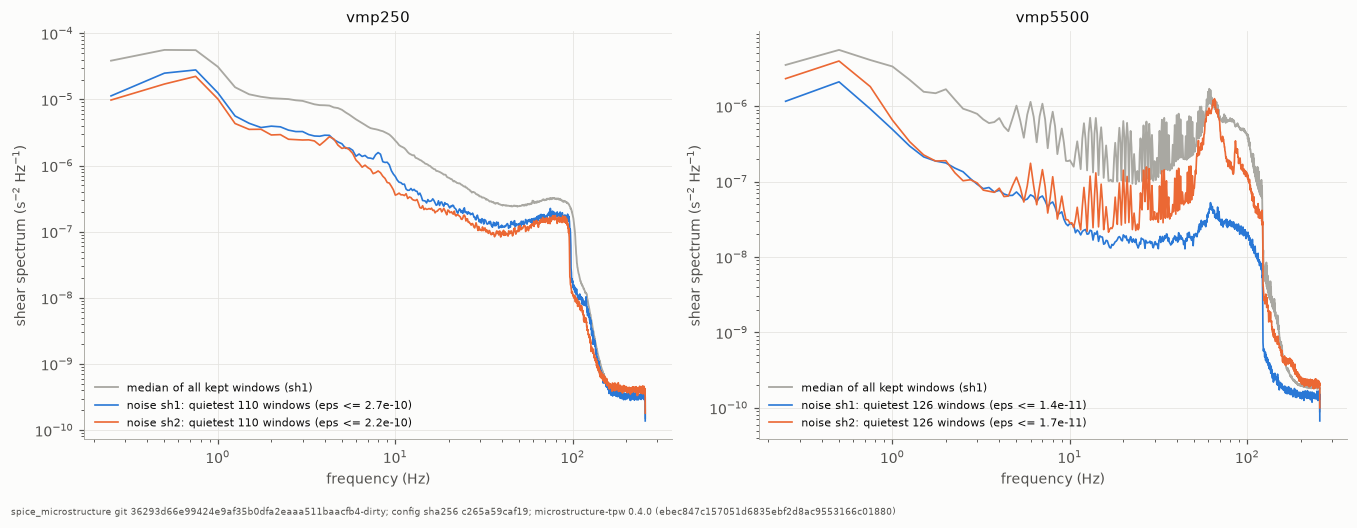 vmp250
vmp5500
shear spectrum (s⁻² Hz⁻¹)
10⁻⁴
10⁻⁵
10⁻⁶
10⁻⁷
10⁻⁸
10⁻⁹
10⁻¹⁰
median of all kept windows (sh1)
noise sh1: quietest 110 windows (eps <= 2.7e-10)
noise sh2: quietest 110 windows (eps <= 2.2e-10)
10⁰ 10¹ 10²
frequency (Hz)
shear spectrum (s⁻² Hz⁻¹)
10⁻⁶
10⁻⁷
10⁻⁸
10⁻⁹
10⁻¹⁰
median of all kept windows (sh1)
noise sh1: quietest 126 windows (eps <= 1.4e-11)
noise sh2: quietest 126 windows (eps <= 1.7e-11)
10⁰ 10¹ 10²
frequency (Hz)
spice_microstructure git 36293d66e99424e9af35b0dfa2eaaa511baacfb4-dirty; config sha256 c265a59caf19; microstructure-tpw 0.4.0 (ebec847c157051d6835ebf2d8ac9553166c01880)